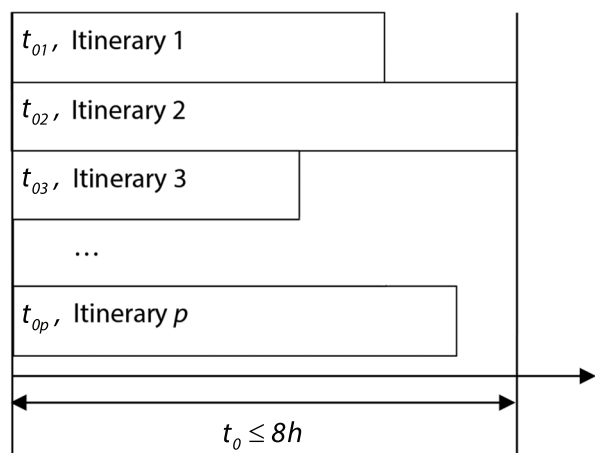 t₀₁, Itinerary 1
t₀₂, Itinerary 2
t₀₃, Itinerary 3
...
t₀ₚ, Itinerary p
t₀ ≤ 8h